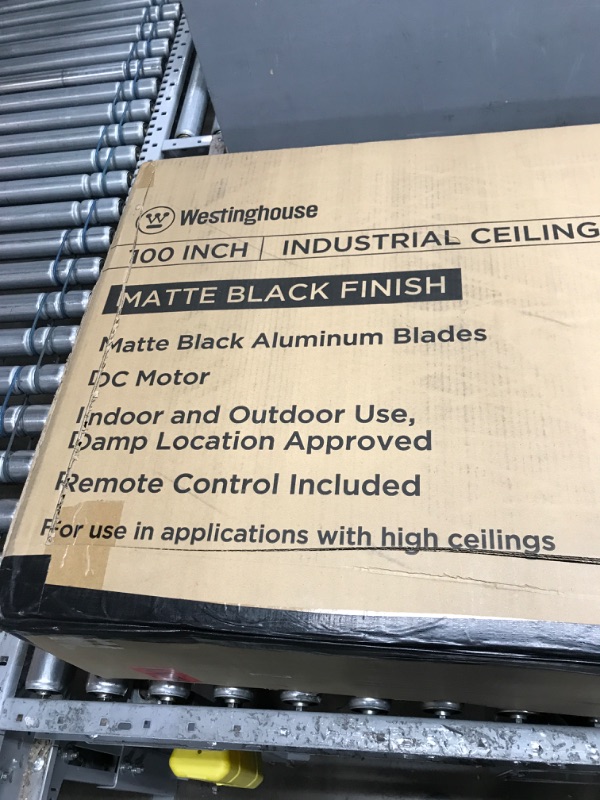 W Westinghouse
100 INCH | INDUSTRIAL CEILING
MATTE BLACK FINISH
Matte Black Aluminum Blades
DC Motor
Indoor and Outdoor Use,
Damp Location Approved
Remote Control Included
For use in applications with high ceilings